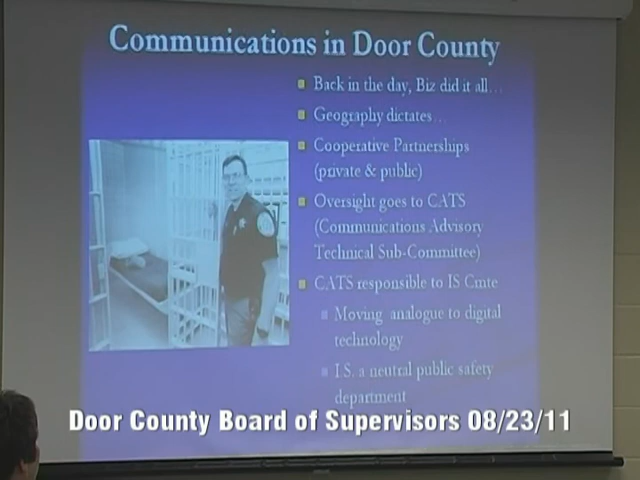 Communications in Door County
Back in the day, Biz did it all…
Geography dictates…
Cooperative Partnerships
(private & public)
Oversight goes to CATS
(Communications Advisory
Technical Sub-Committee)
CATS responsible to IS Cmte
Moving analogue to digital
technology
I.S. a neutral public safety
department
Door County Board of Supervisors 08/23/11